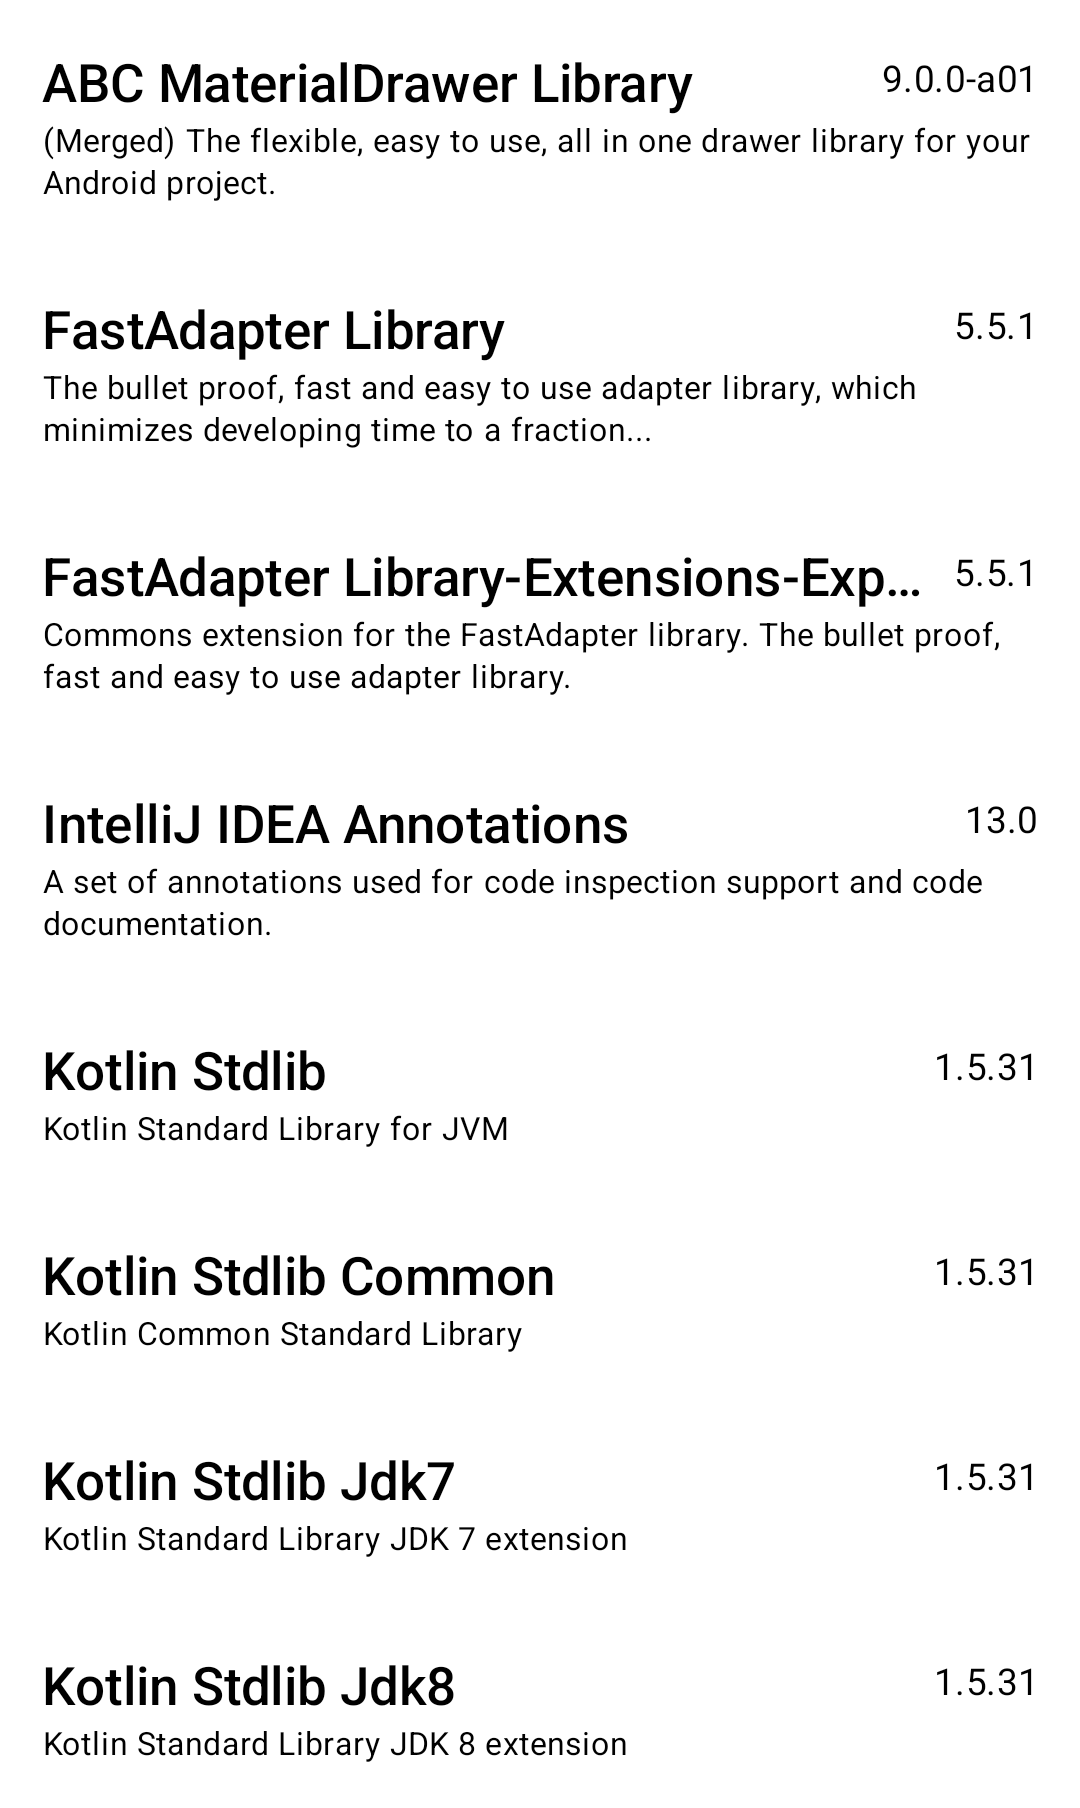 ABC MaterialDrawer Library 9.0.0-a01
(Merged) The flexible, easy to use, all in one drawer library for your
Android project.
FastAdapter Library 5.5.1
The bullet proof, fast and easy to use adapter library, which
minimizes developing time to a fraction...
FastAdapter Library-Extensions-Exp... 5.5.1
Commons extension for the FastAdapter library. The bullet proof,
fast and easy to use adapter library.
IntelliJ IDEA Annotations 13.0
A set of annotations used for code inspection support and code
documentation.
Kotlin Stdlib 1.5.31
Kotlin Standard Library for JVM
Kotlin Stdlib Common 1.5.31
Kotlin Common Standard Library
Kotlin Stdlib Jdk7 1.5.31
Kotlin Standard Library JDK 7 extension
Kotlin Stdlib Jdk8 1.5.31
Kotlin Standard Library JDK 8 extension